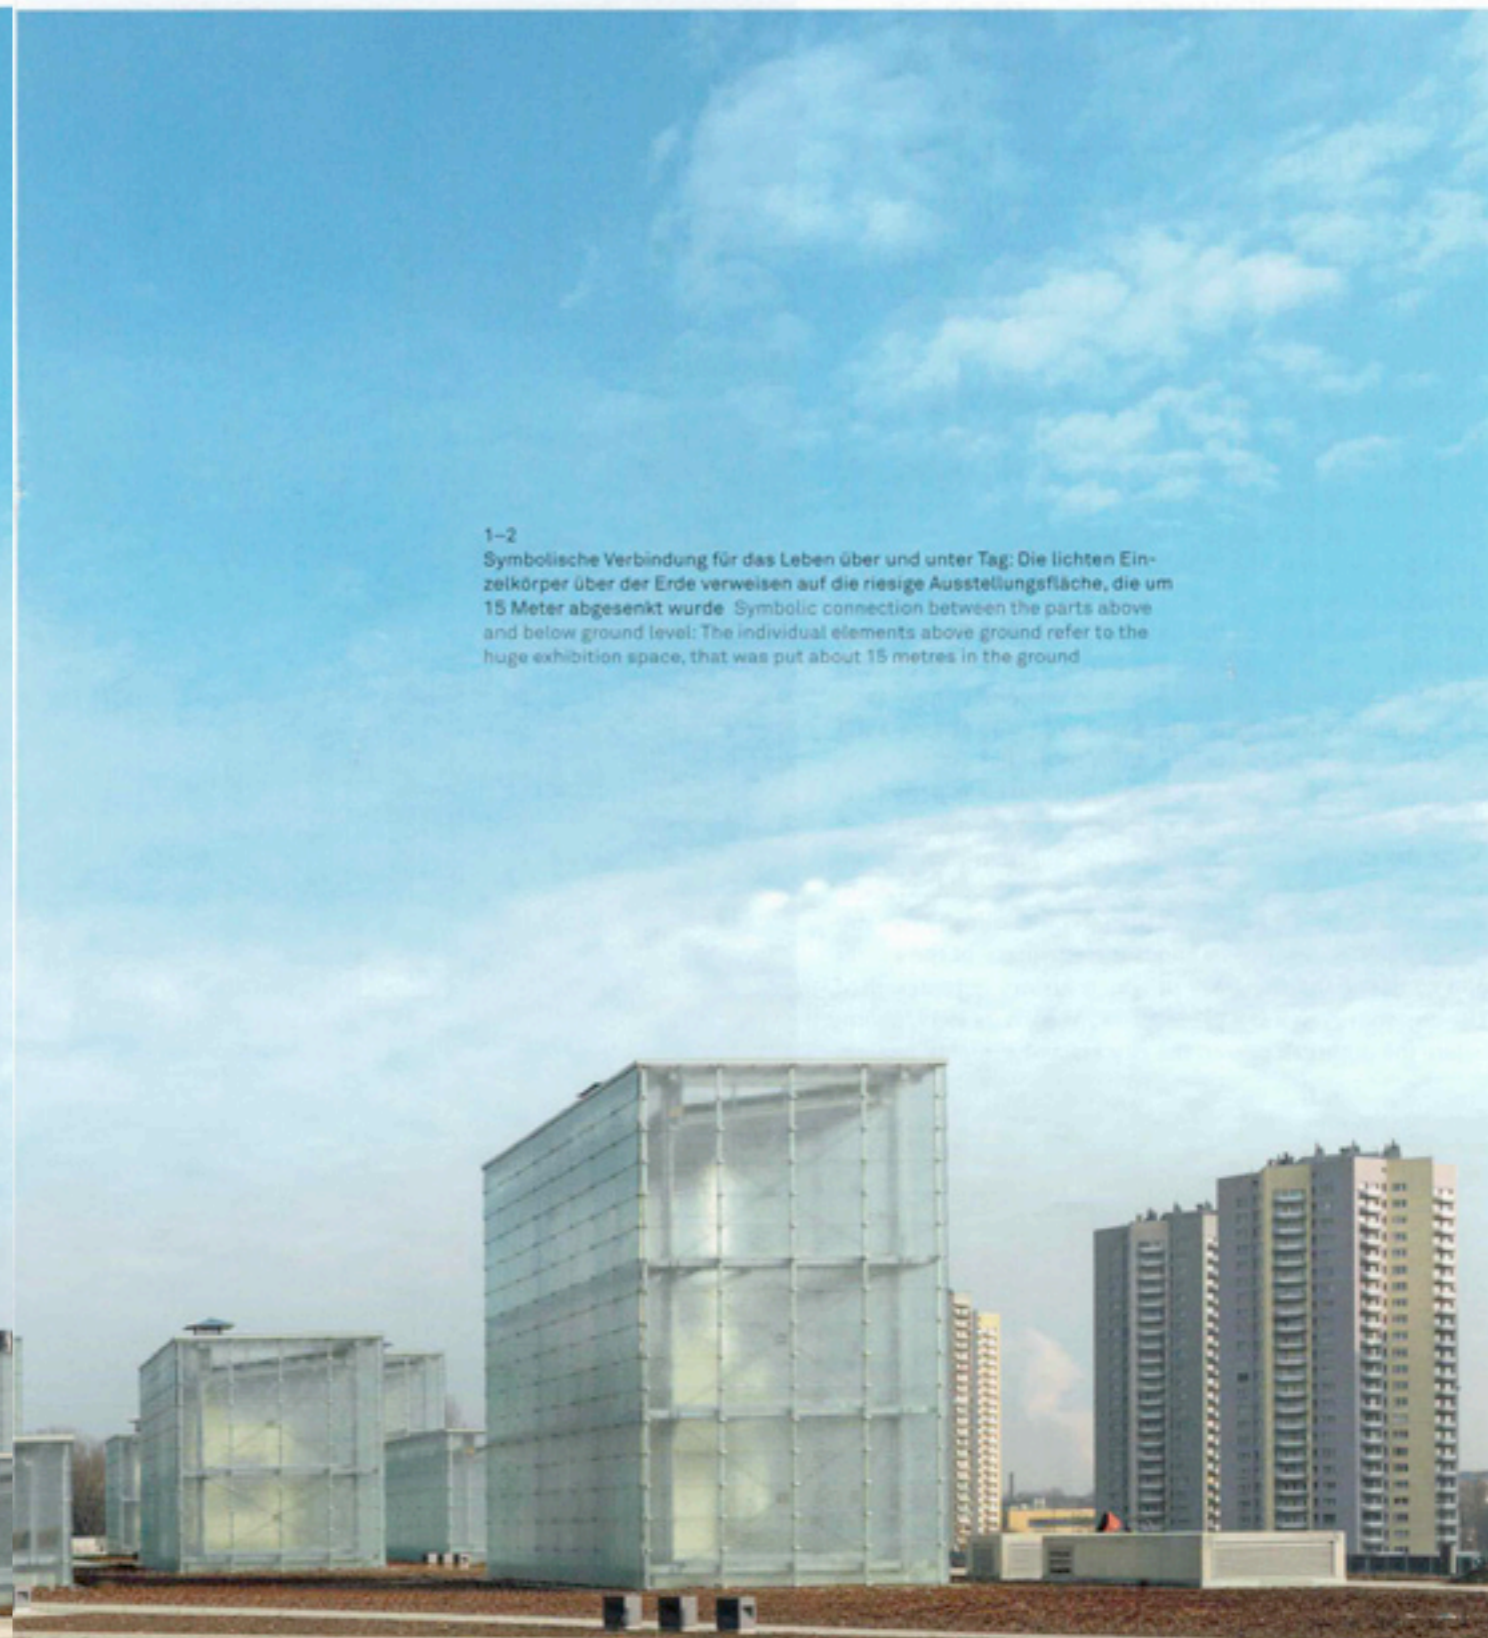 1–2
Symbolische Verbindung für das Leben über und unter Tag: Die lichten Ein-
zelkörper über der Erde verweisen auf die riesige Ausstellungsfläche, die um
15 Meter abgesenkt wurde Symbolic connection between the parts above
and below ground level: The individual elements above ground refer to the
huge exhibition space, that was put about 15 metres in the ground